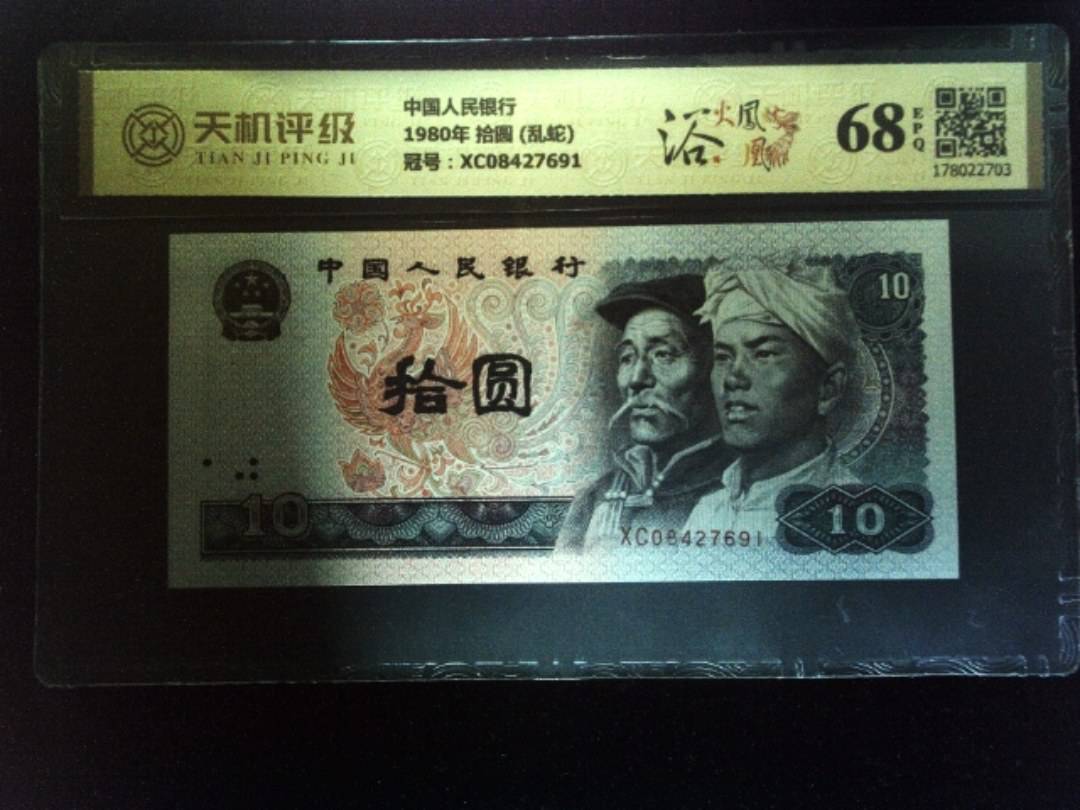 天机评级
TIAN JI PING JI
中国人民银行
1980年 拾圆 (乱蛇)
冠号：XC08427691
浴火凤凰
68
EPQ
178022703
中国人民银行
10
拾圆
10
XC08427691
10